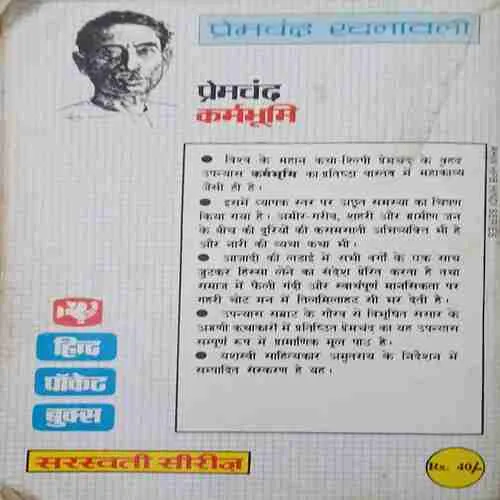 प्रेमचंद रचनावली
प्रेमचंद
कर्मभूमि
● विश्व के महान कथा-शिल्पी प्रेमचंद के वृहद
उपन्यास कर्मभूमि का प्रतिष्ठा वास्तव में महाकाव्य
जैसी ही है।
● इसमें व्यापक स्तर पर अछूत समस्या का चित्रण
किया गया है। अमीर-गरीब, शहरी और ग्रामीण जन
के बीच की दूरियों की कसमसाती अभिव्यक्ति भी है
और नारी की व्यथा कथा भी।
● आजादी की लडाई में सभी वर्गों के एक साथ
जुटकर हिस्सा लेने का संदेश प्रेरित करता है तथा
समाज में फैली गंदी और स्वार्थपूर्ण मानसिकता पर
गहरी चोट मन में तिलमिलाहट सी भर देती है।
● उपन्यास सम्राट के गौरव से विभूषित संसार के
अग्रणी कथाकारों में प्रतिष्ठित प्रेमचंद का यह उपन्यास
सम्पूर्ण रूप में प्रामाणिक मूल पाठ है।
● यशस्वी साहित्यकार अमृतराय के निर्देशन में
सम्पादित संस्करण है यह।
हिन्द
पॉकेट
बुक्स
सरस्वती सीरीज़
Rs. 40/-